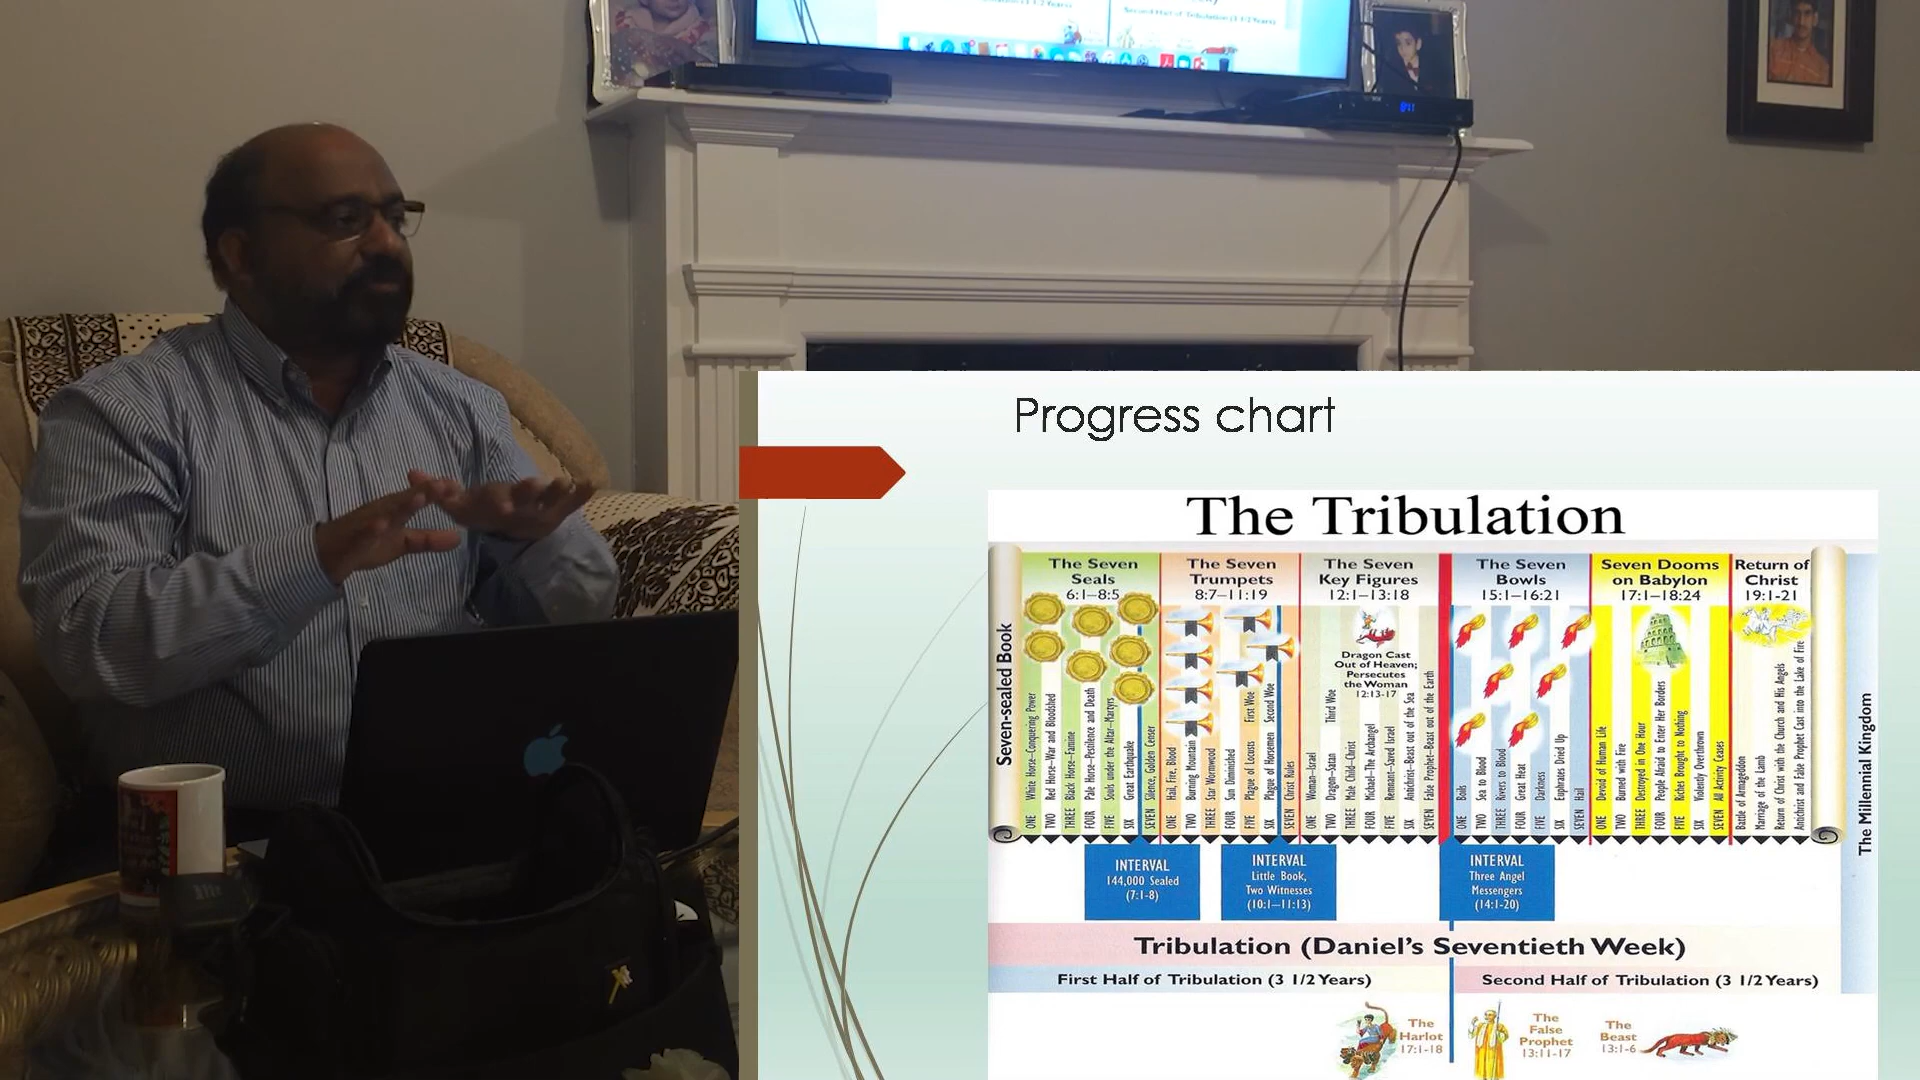 Second Half of Tribulation (3 1/2 Years)
Progress chart
The Tribulation
Seven-sealed Book
The Seven
Seals
6:1–8:5
ONE White Horse–Conquering Power
TWO Red Horse–War and Bloodshed
THREE Black Horse–Famine
FOUR Pale Horse–Pestilence and Death
FIVE Souls under the Altar–Martyrs
SIX Great Earthquake
SEVEN Silence, Golden Censer
The Seven
Trumpets
8:7–11:19
ONE Hail, Fire, Blood
TWO Burning Mountain
THREE Star Wormwood
FOUR Sun Diminished
FIVE Plague of Locusts First Woe
SIX Plague of Horsemen Second Woe
SEVEN Christ Rules
The Seven
Key Figures
12:1–13:18
Dragon Cast
Out of Heaven;
Persecutes
the Woman
12:13-17
ONE Woman–Israel
TWO Dragon–Satan Third Woe
THREE Male Child–Christ
FOUR Michael–The Archangel
FIVE Remnant–Saved Israel
SIX Antichrist–Beast out of the Sea
SEVEN False Prophet–Beast out of the Earth
The Seven
Bowls
15:1–16:21
ONE Boils
TWO Sea to Blood
THREE Rivers to Blood
FOUR Great Heat
FIVE Darkness
SIX Euphrates Dried Up
SEVEN Hail
Seven Dooms
on Babylon
17:1–18:24
ONE Devoid of Human Life
TWO Burned with Fire
THREE Destroyed in One Hour
FOUR People Afraid to Enter Her Borders
FIVE Riches Brought to Nothing
SIX Violently Overthrown
SEVEN All Activity Ceases
Return of
Christ
19:1-21
Battle of Armageddon
Marriage of the Lamb
Return of Christ with the Church and His Angels
Antichrist and False Prophet Cast into the Lake of Fire
The Millennial Kingdom
INTERVAL
144,000 Sealed
(7:1-8)
INTERVAL
Little Book,
Two Witnesses
(10:1–11:13)
INTERVAL
Three Angel
Messengers
(14:1-20)
Tribulation (Daniel's Seventieth Week)
First Half of Tribulation (3 1/2 Years)
Second Half of Tribulation (3 1/2 Years)
The
Harlot
17:1-18
The
False
Prophet
13:11-17
The
Beast
13:1-6